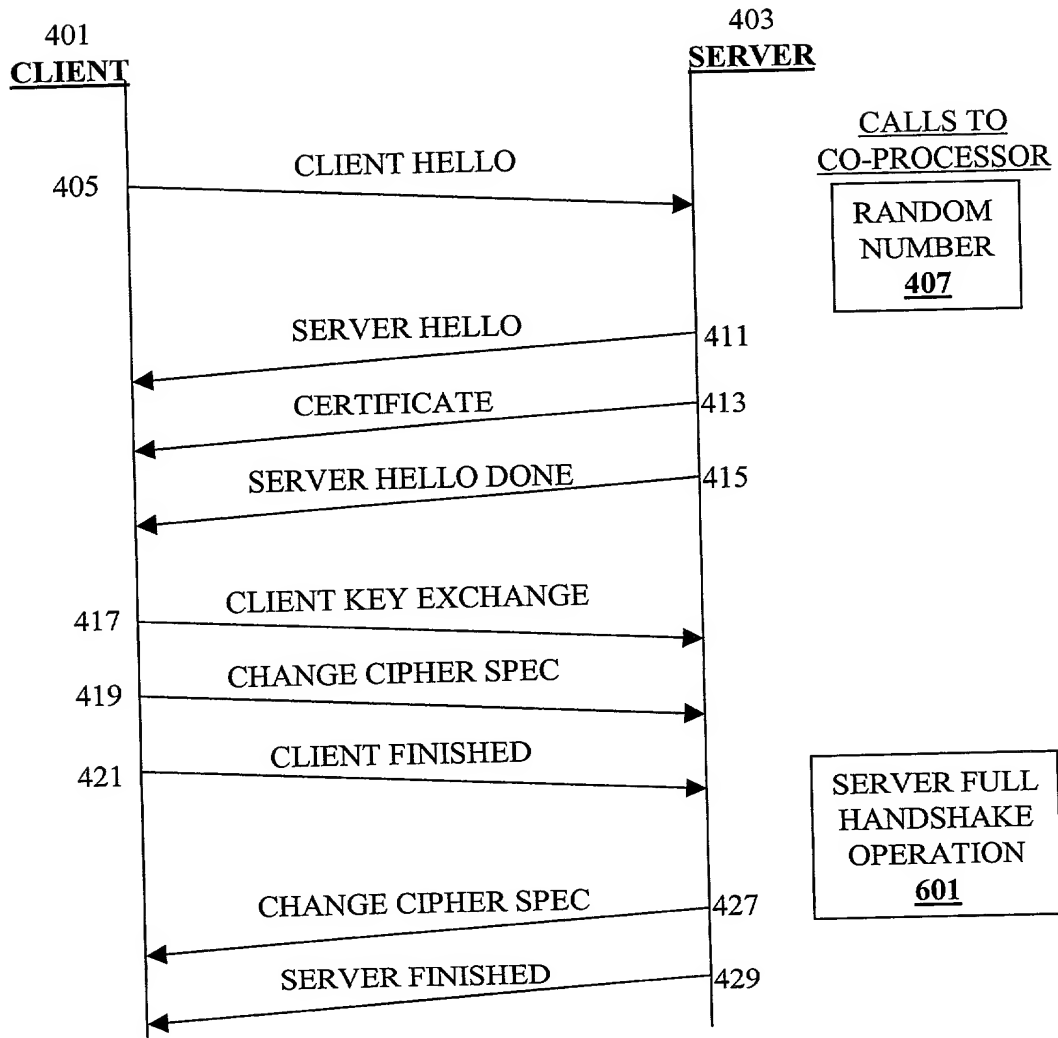 401
CLIENT
403
SERVER
CALLS TO
CO-PROCESSOR
405
CLIENT HELLO
RANDOM
NUMBER
407
SERVER HELLO
411
CERTIFICATE
413
SERVER HELLO DONE
415
417
CLIENT KEY EXCHANGE
419
CHANGE CIPHER SPEC
421
CLIENT FINISHED
SERVER FULL
HANDSHAKE
OPERATION
601
CHANGE CIPHER SPEC
427
SERVER FINISHED
429